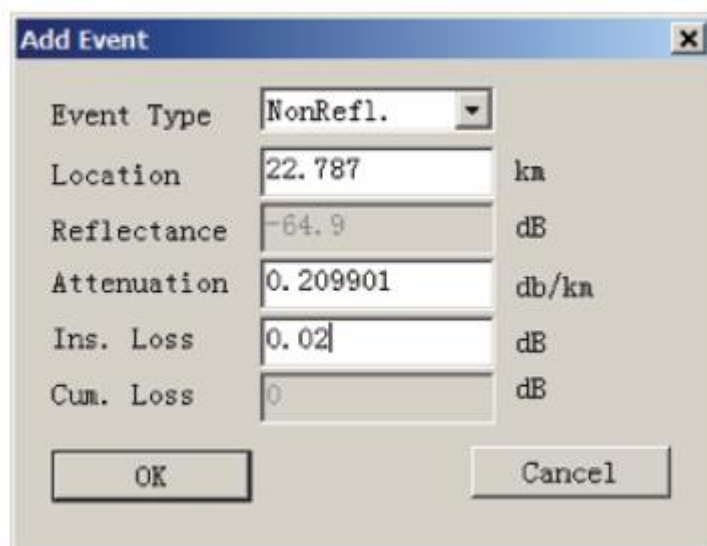 Add Event
Event Type NonRefl.
Location 22.787 km
Reflectance -64.9 dB
Attenuation 0.209901 db/km
Ins. Loss 0.02 dB
Cum. Loss 0 dB
OK Cancel